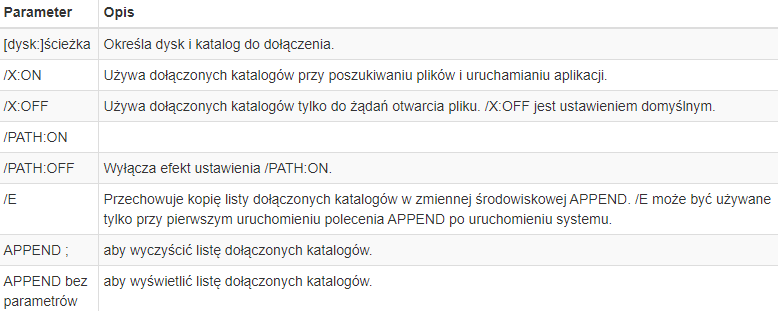 Parameter Opis
[dysk:]ścieżka Określa dysk i katalog do dołączenia.
/X:ON Używa dołączonych katalogów przy poszukiwaniu plików i uruchamianiu aplikacji.
/X:OFF Używa dołączonych katalogów tylko do żądań otwarcia pliku. /X:OFF jest ustawieniem domyślnym.
/PATH:ON
/PATH:OFF Wyłącza efekt ustawienia /PATH:ON.
/E Przechowuje kopię listy dołączonych katalogów w zmiennej środowiskowej APPEND. /E może być używane
tylko przy pierwszym uruchomieniu polecenia APPEND po uruchomieniu systemu.
APPEND ; aby wyczyścić listę dołączonych katalogów.
APPEND bez aby wyświetlić listę dołączonych katalogów.
parametrów